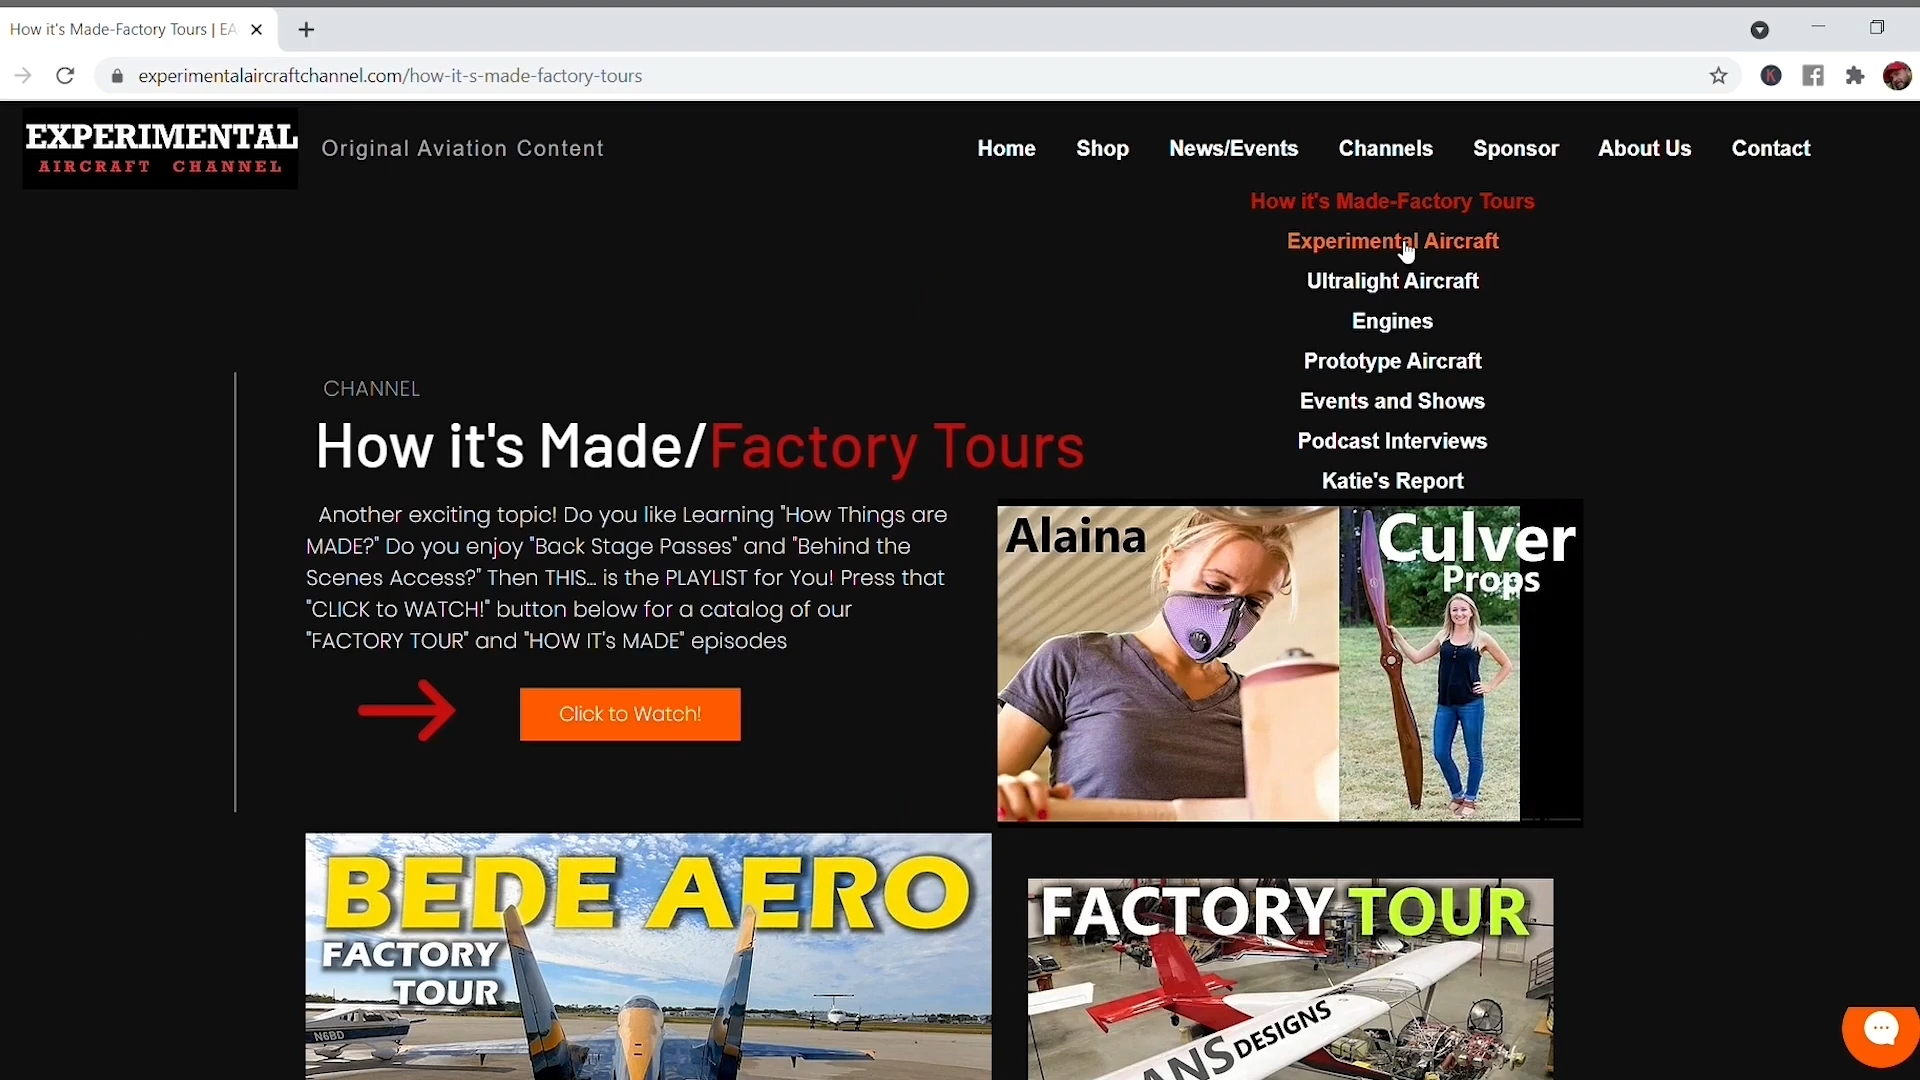 How it's Made-Factory Tours | EA
experimentalaircraftchannel.com/how-it-s-made-factory-tours
K
EXPERIMENTAL
AIRCRAFT CHANNEL
Original Aviation Content
Home Shop News/Events Channels Sponsor About Us Contact
How it's Made-Factory Tours
Experimental Aircraft
Ultralight Aircraft
Engines
Prototype Aircraft
Events and Shows
Podcast Interviews
Katie's Report
CHANNEL
How it's Made/Factory Tours
Another exciting topic! Do you like Learning "How Things are
MADE?" Do you enjoy "Back Stage Passes" and "Behind the
Scenes Access?" Then THIS... is the PLAYLIST for You! Press that
"CLICK to WATCH!" button below for a catalog of our
"FACTORY TOUR" and "HOW IT's MADE" episodes
Click to Watch!
Alaina
Culver
Props
BEDE AERO
FACTORY
TOUR
N6BD
FACTORY TOUR
ANS DESIGNS